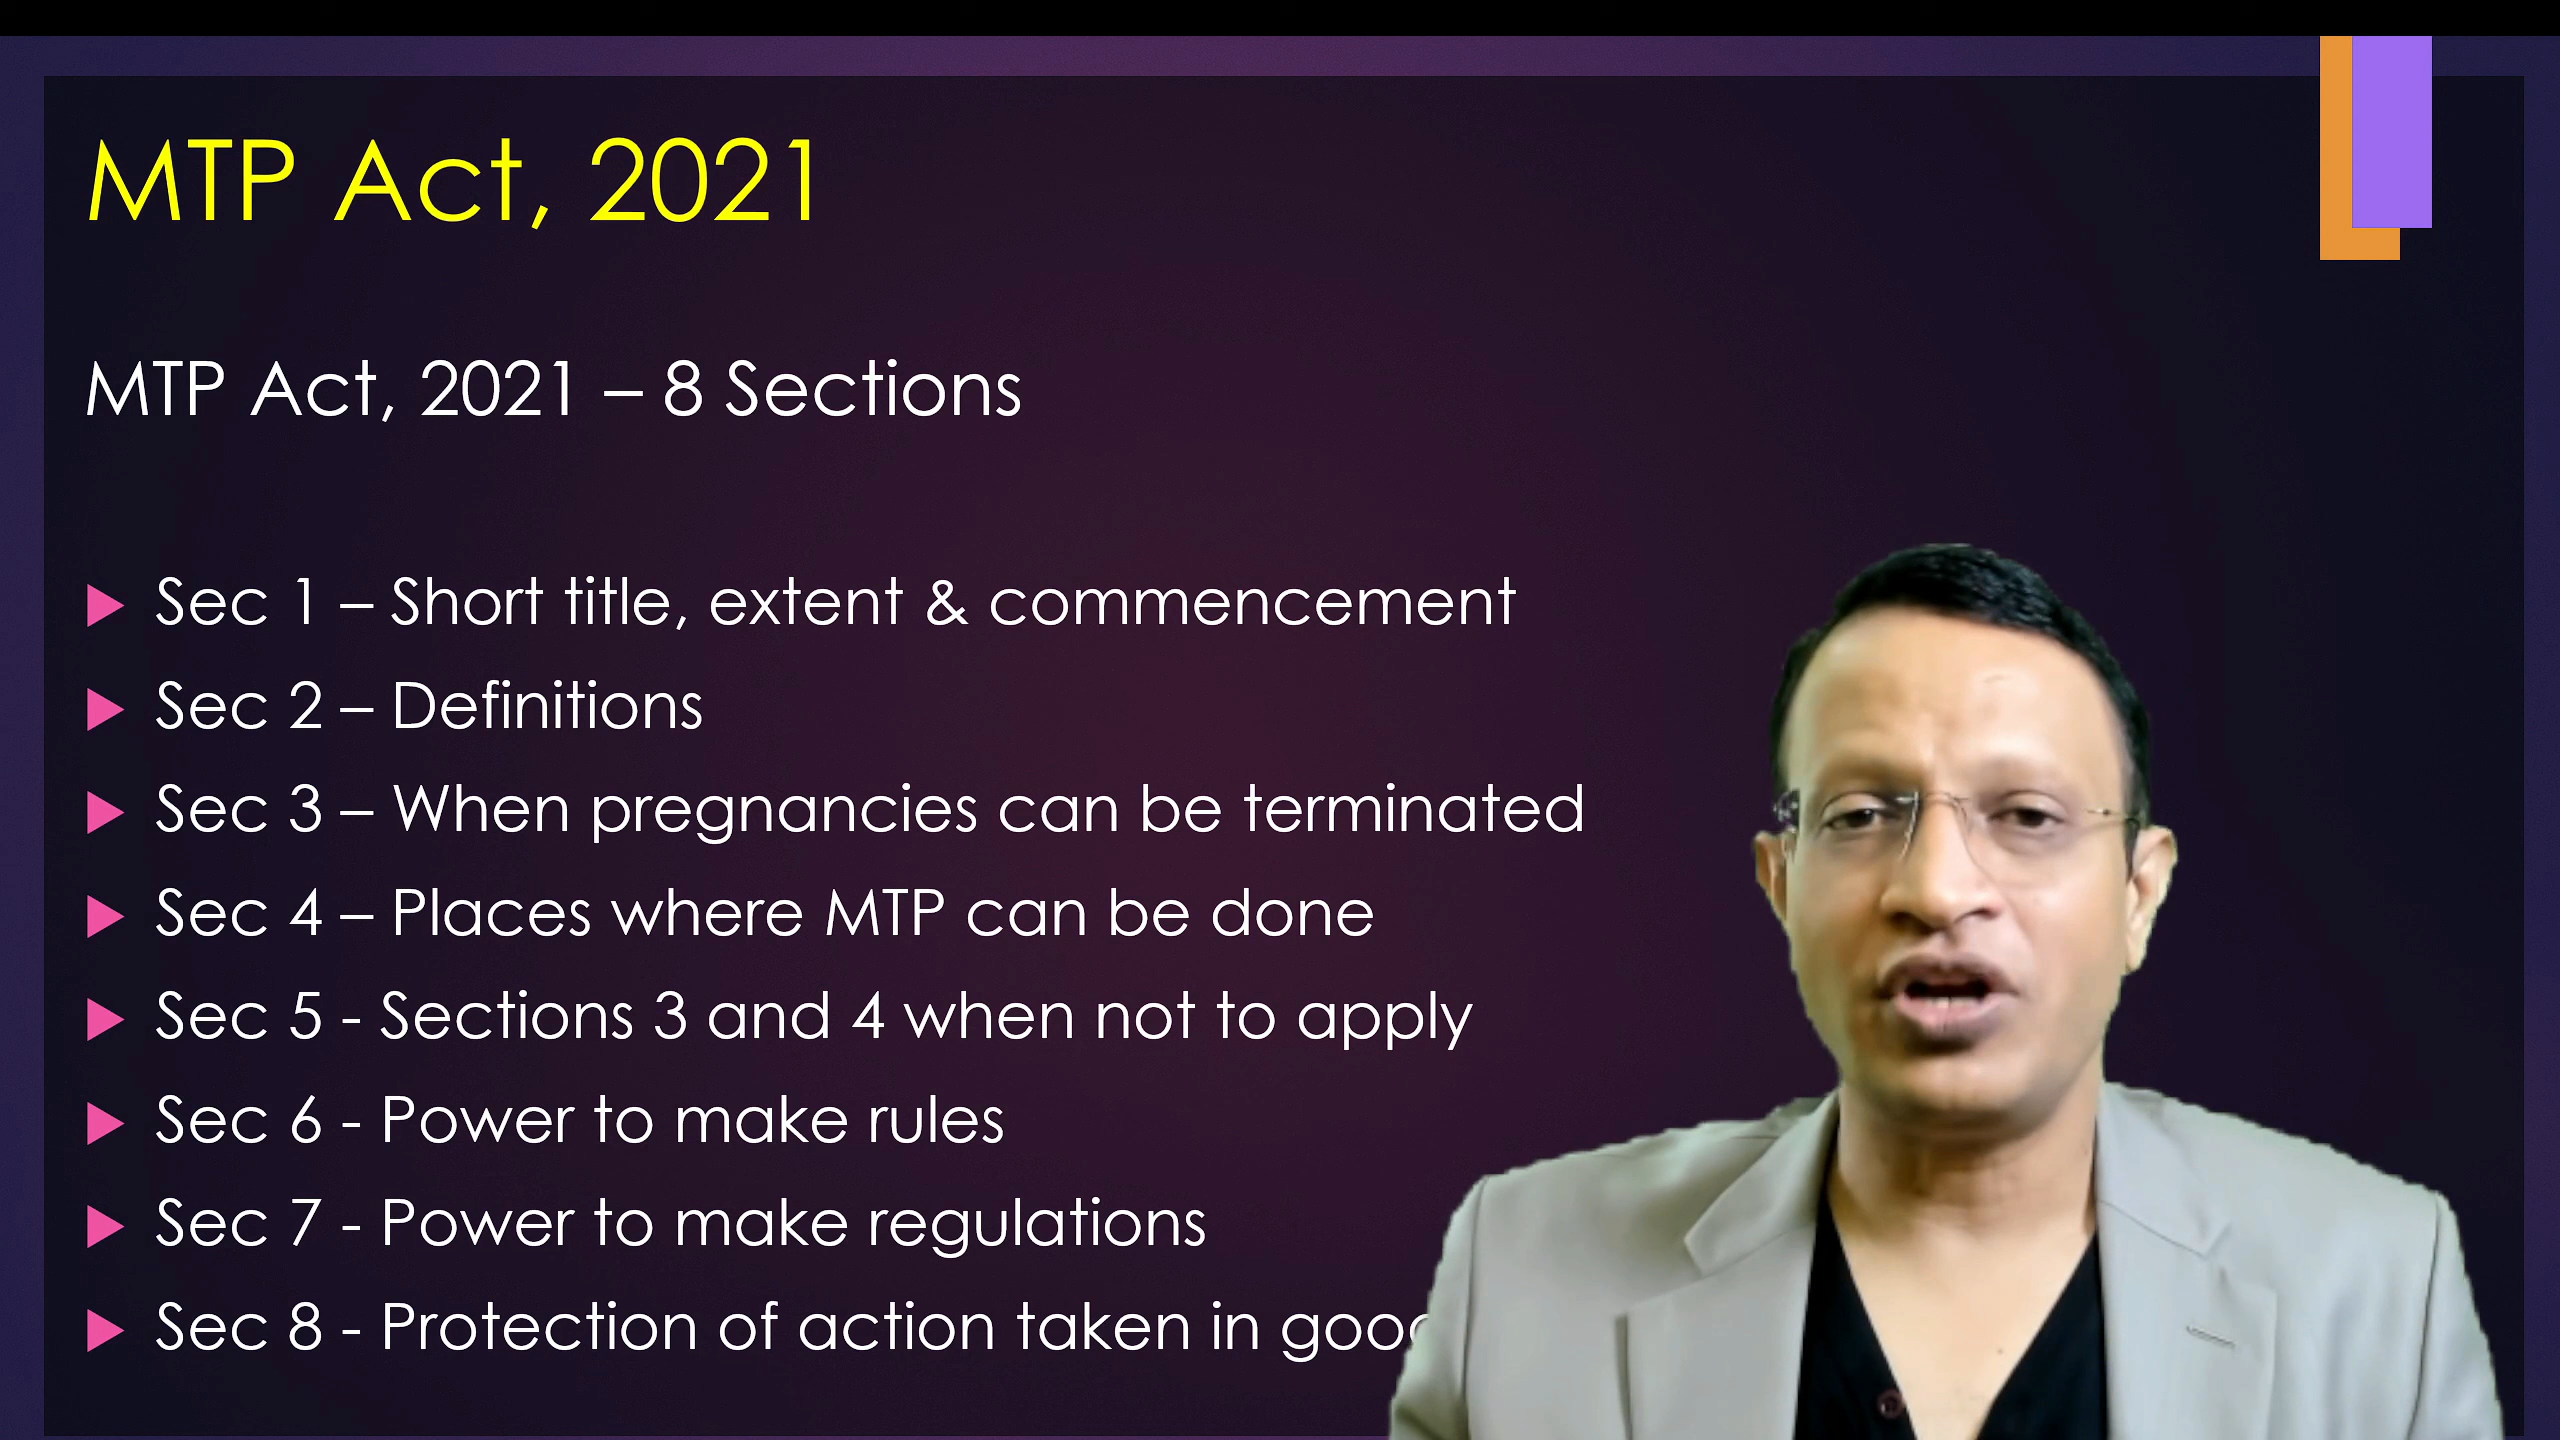 MTP Act, 2021
MTP Act, 2021 – 8 Sections
Sec 1 – Short title, extent & commencement
Sec 2 – Definitions
Sec 3 – When pregnancies can be terminated
Sec 4 – Places where MTP can be done
Sec 5 - Sections 3 and 4 when not to apply
Sec 6 - Power to make rules
Sec 7 - Power to make regulations
Sec 8 - Protection of action taken in good